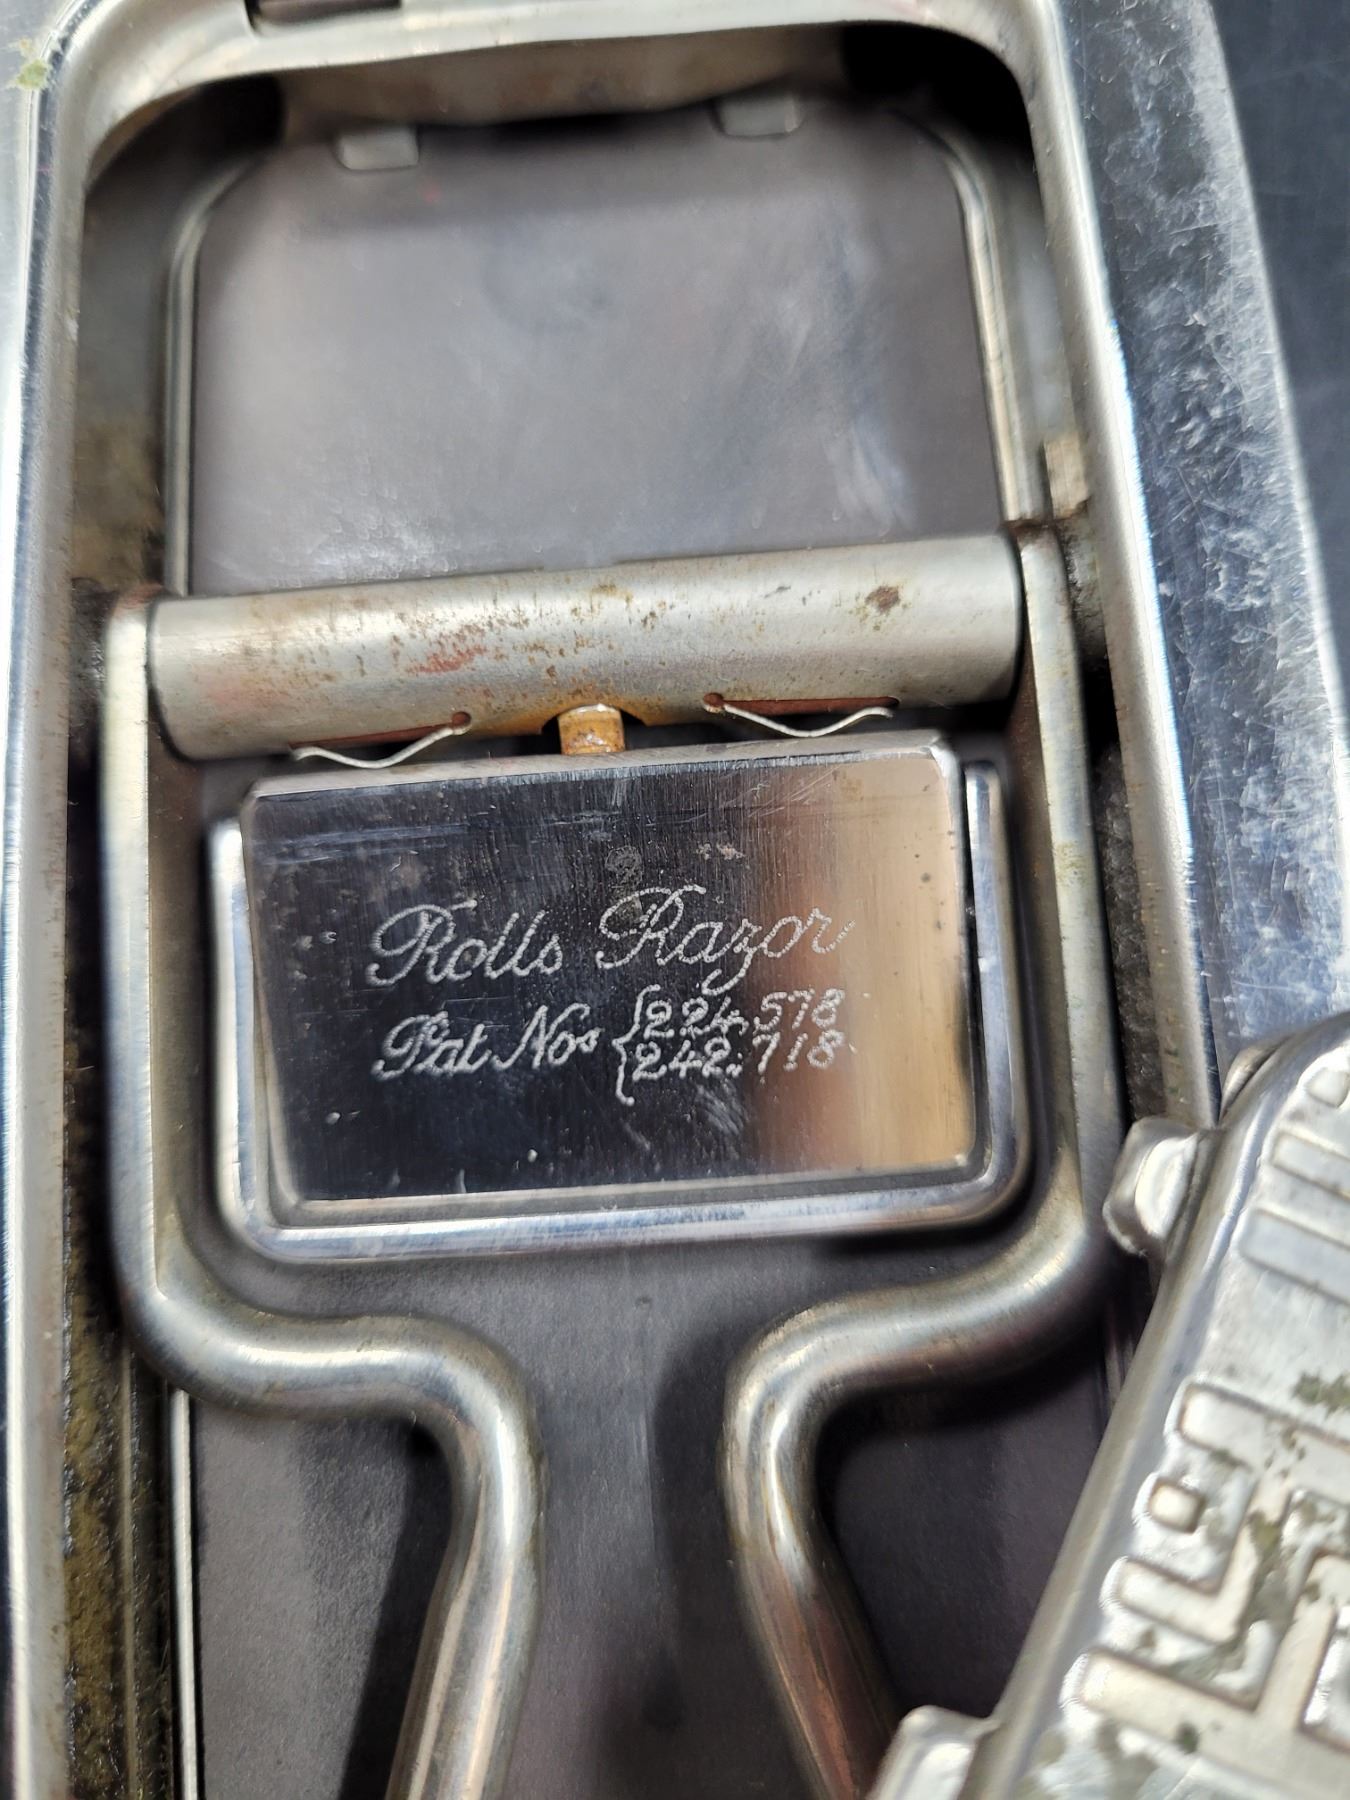 Rolls Razor
Pat Nos { 224,578
242,718